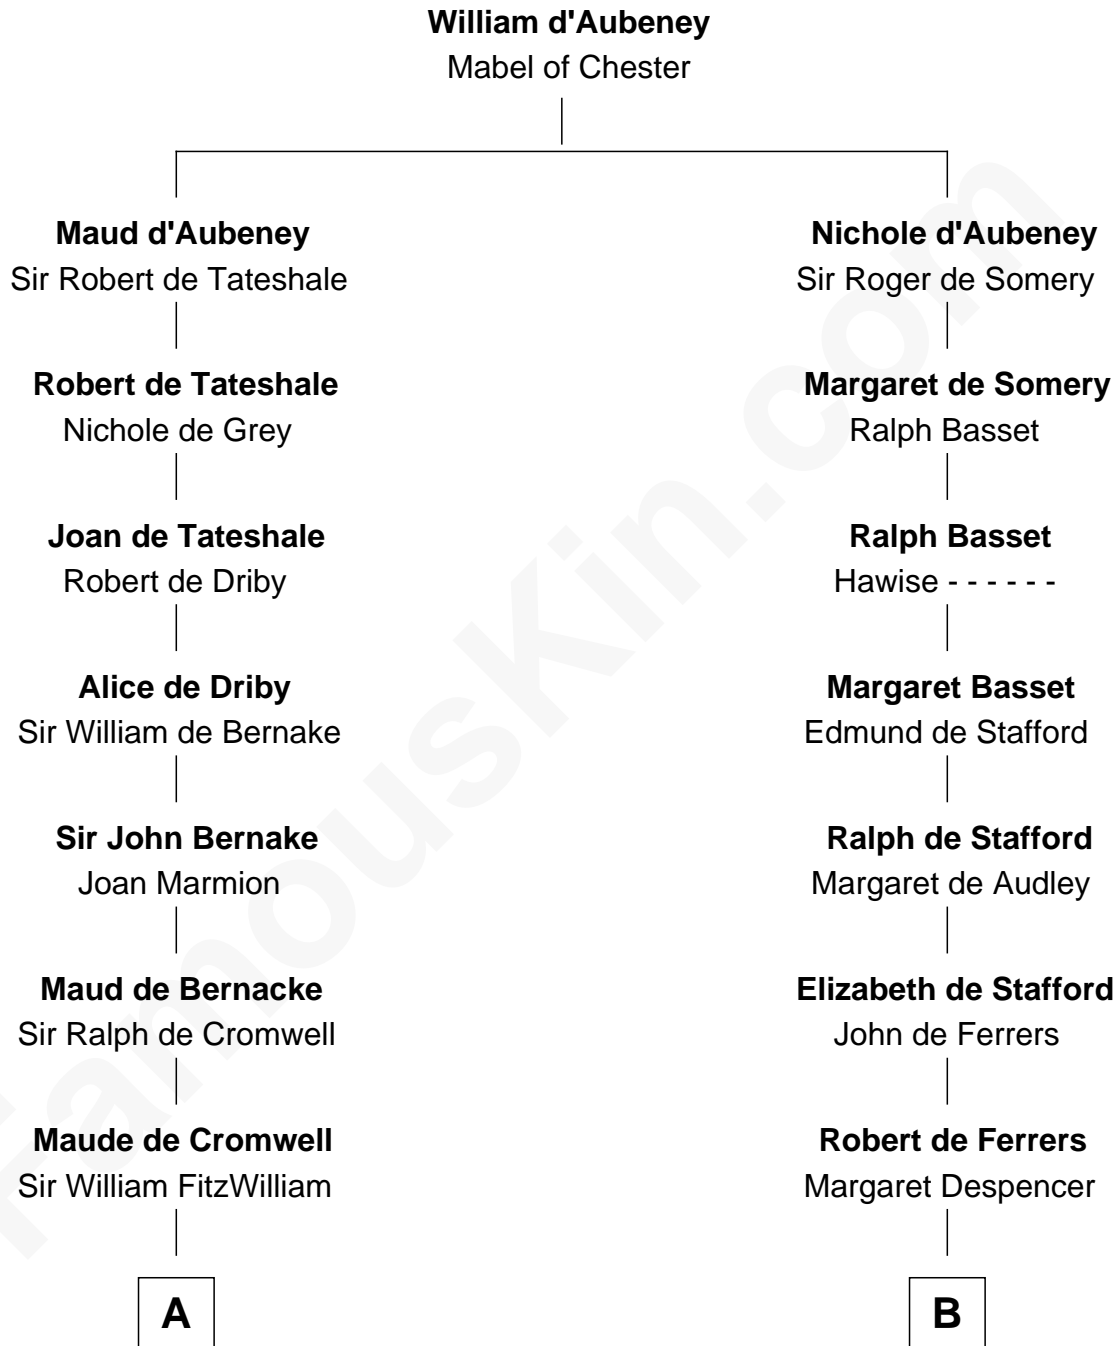 William d'Aubeney
Mabel of Chester
Maud d'Aubeney
Sir Robert de Tateshale
Nichole d'Aubeney
Sir Roger de Somery
Robert de Tateshale
Nichole de Grey
Margaret de Somery
Ralph Basset
Joan de Tateshale
Robert de Driby
Ralph Basset
Hawise - - - - - -
Alice de Driby
Sir William de Bernake
Margaret Basset
Edmund de Stafford
Sir John Bernake
Joan Marmion
Ralph de Stafford
Margaret de Audley
Maud de Bernacke
Sir Ralph de Cromwell
Elizabeth de Stafford
John de Ferrers
Maude de Cromwell
Sir William FitzWilliam
Robert de Ferrers
Margaret Despencer
A
B
FamousKin.com